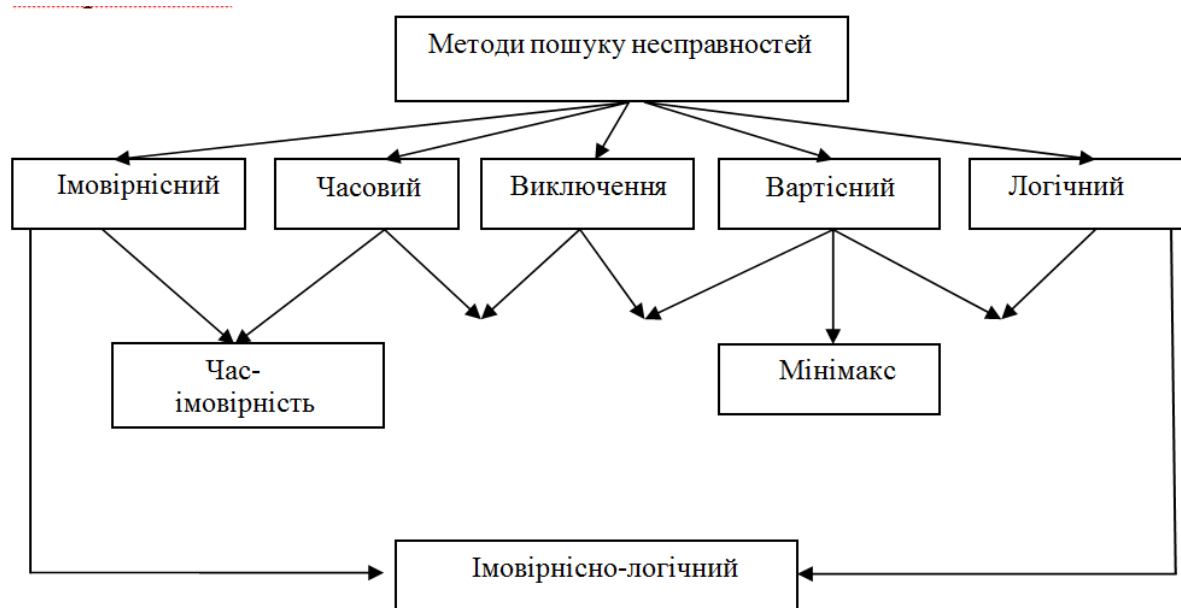 Методи пошуку несправностей
Імовірнісний
Часовий
Виключення
Вартісний
Логічний
Час-
імовірність
Мінімакс
Імовірнісно-логічний